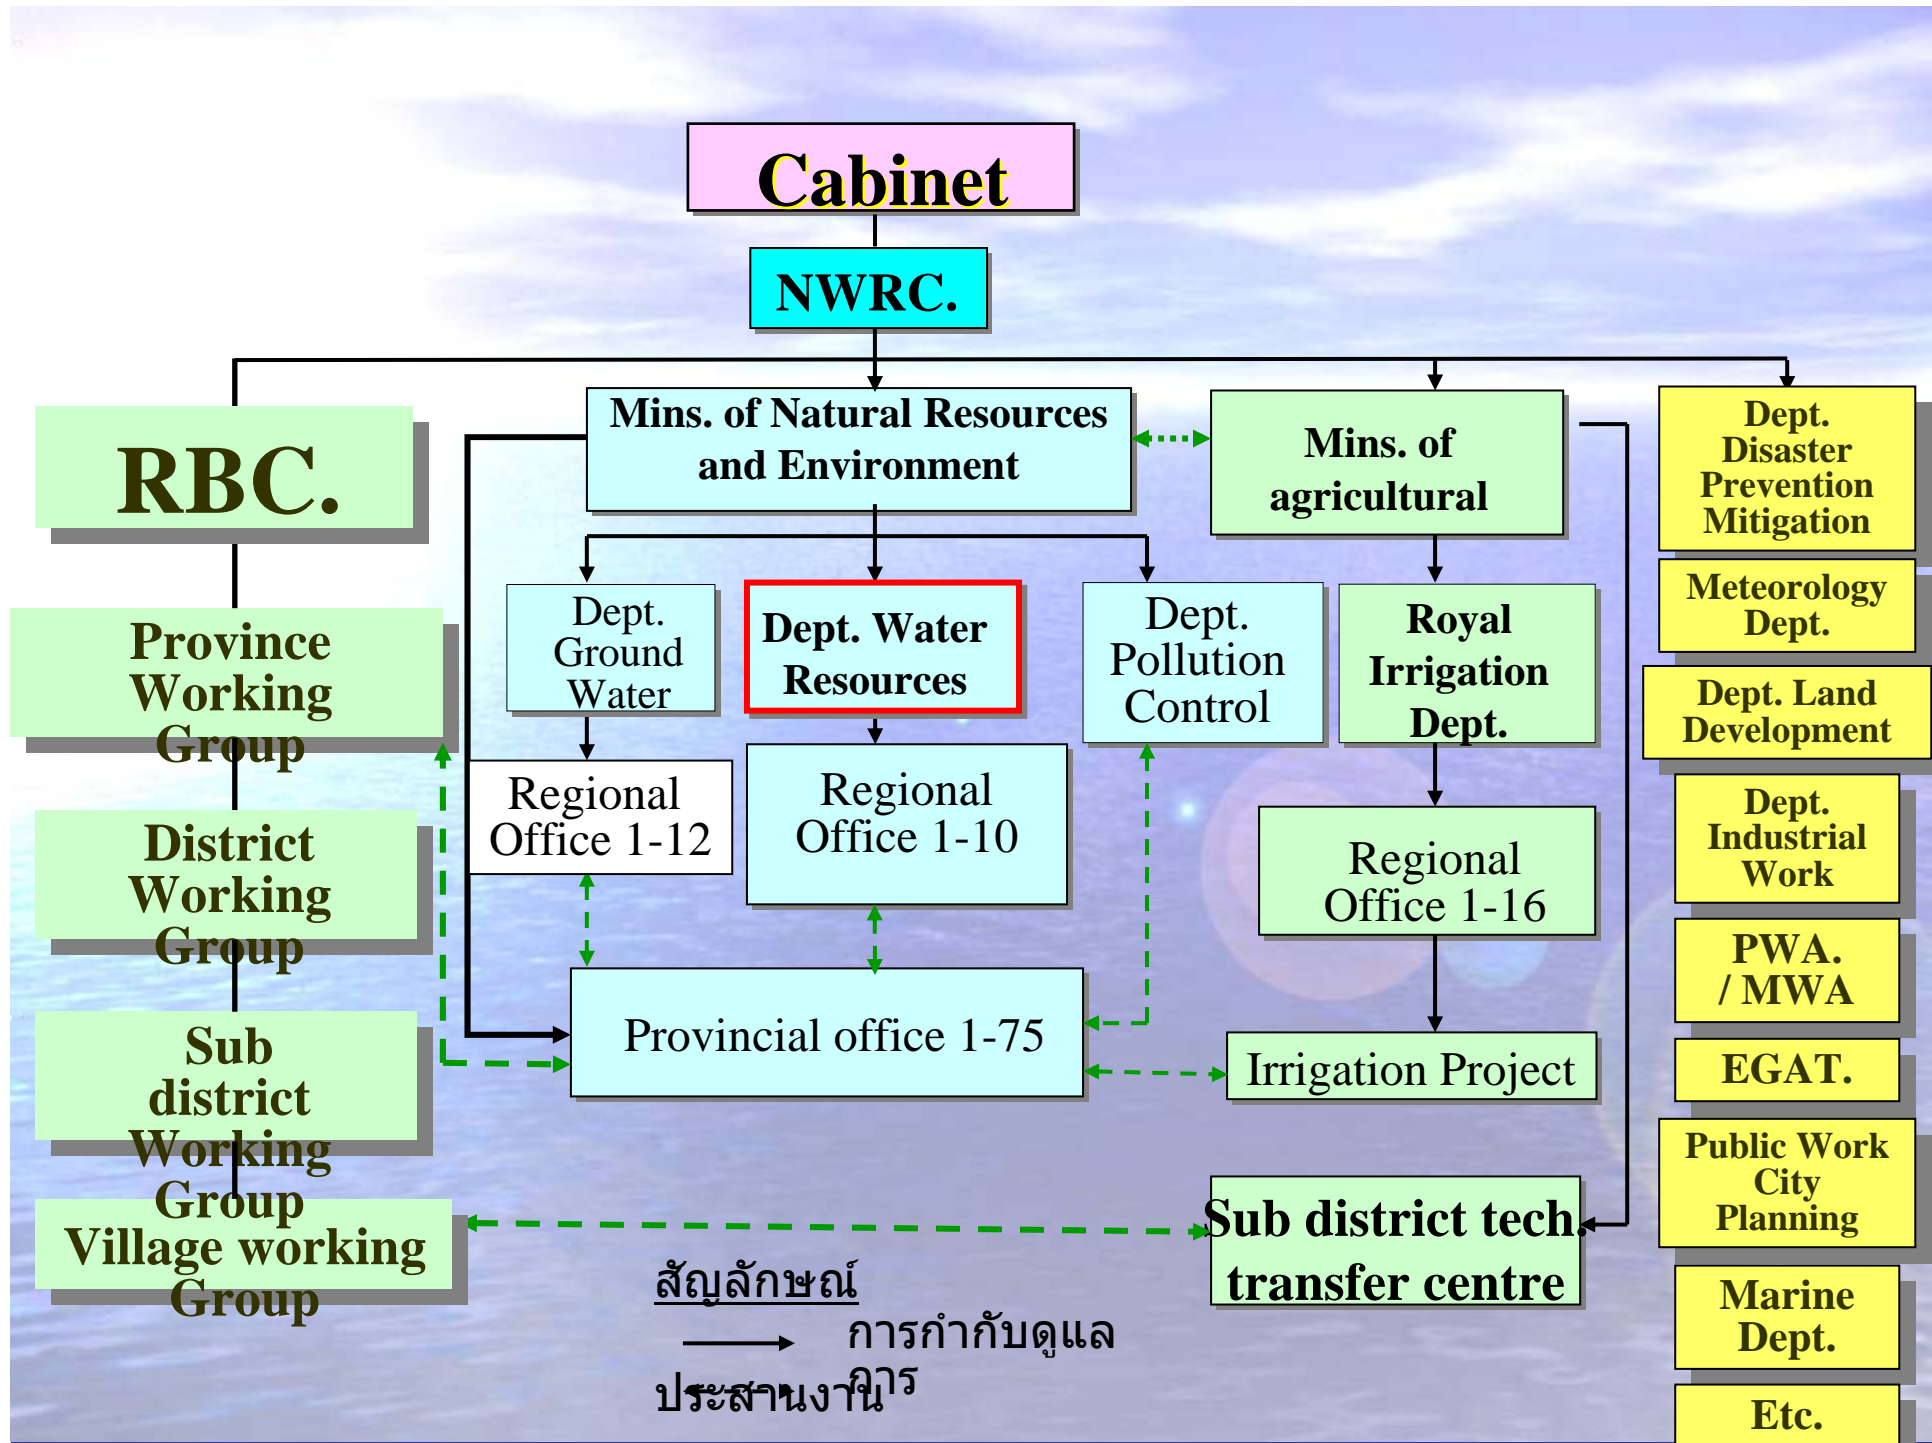 Cabinet
NWRC.
RBC.
Province
Working
Group
District
Working
Group
Sub
district
Working
Group
Village working
Group
Mins. of Natural Resources
and Environment
Dept.
Ground
Water
Dept. Water
Resources
Dept.
Pollution
Control
Regional
Office 1-12
Regional
Office 1-10
Provincial office 1-75
Mins. of
agricultural
Royal
Irrigation
Dept.
Regional
Office 1-16
Irrigation Project
Sub district tech.
transfer centre
Dept.
Disaster
Prevention
Mitigation
Meteorology
Dept.
Dept. Land
Development
Dept.
Industrial
Work
PWA.
/ MWA
EGAT.
Public Work
City
Planning
Marine
Dept.
Etc.
สัญลักษณ์
การกำกับดูแล
การ
ประสานงาน